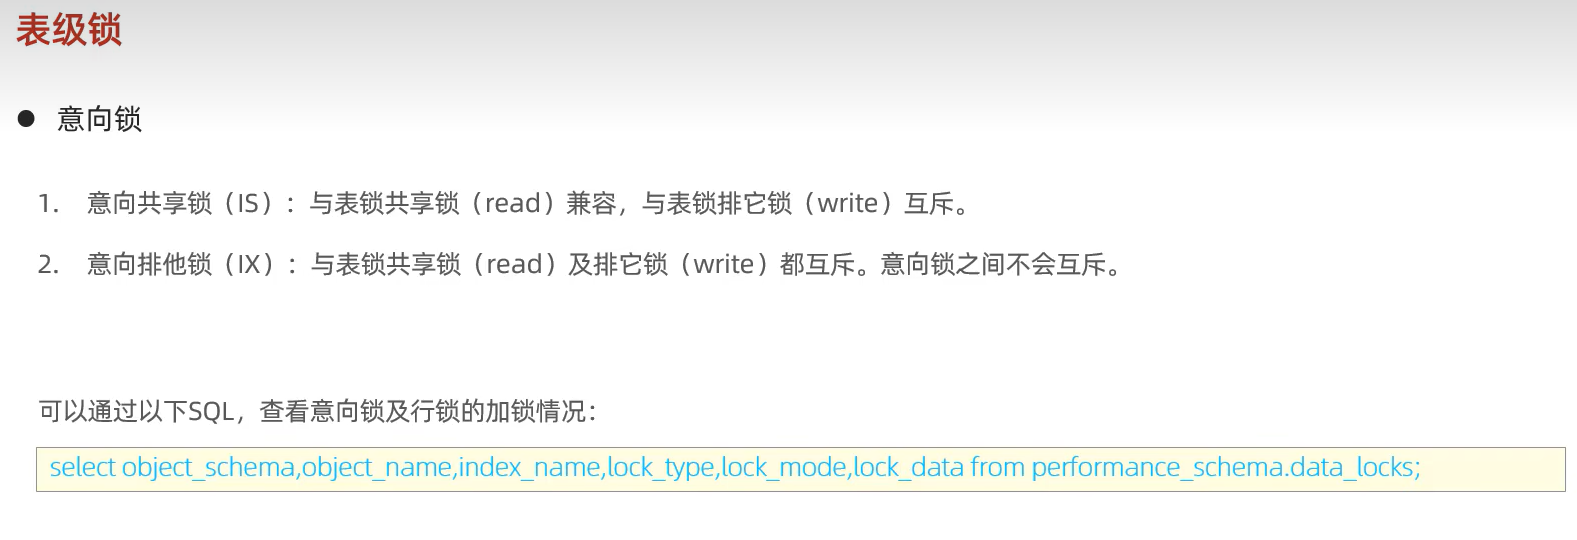 表级锁
● 意向锁
1. 意向共享锁（IS）：与表锁共享锁（read）兼容，与表锁排它锁（write）互斥。
2. 意向排他锁（IX）：与表锁共享锁（read）及排它锁（write）都互斥。意向锁之间不会互斥。
可以通过以下SQL，查看意向锁及行锁的加锁情况：
select object_schema,object_name,index_name,lock_type,lock_mode,lock_data from performance_schema.data_locks;